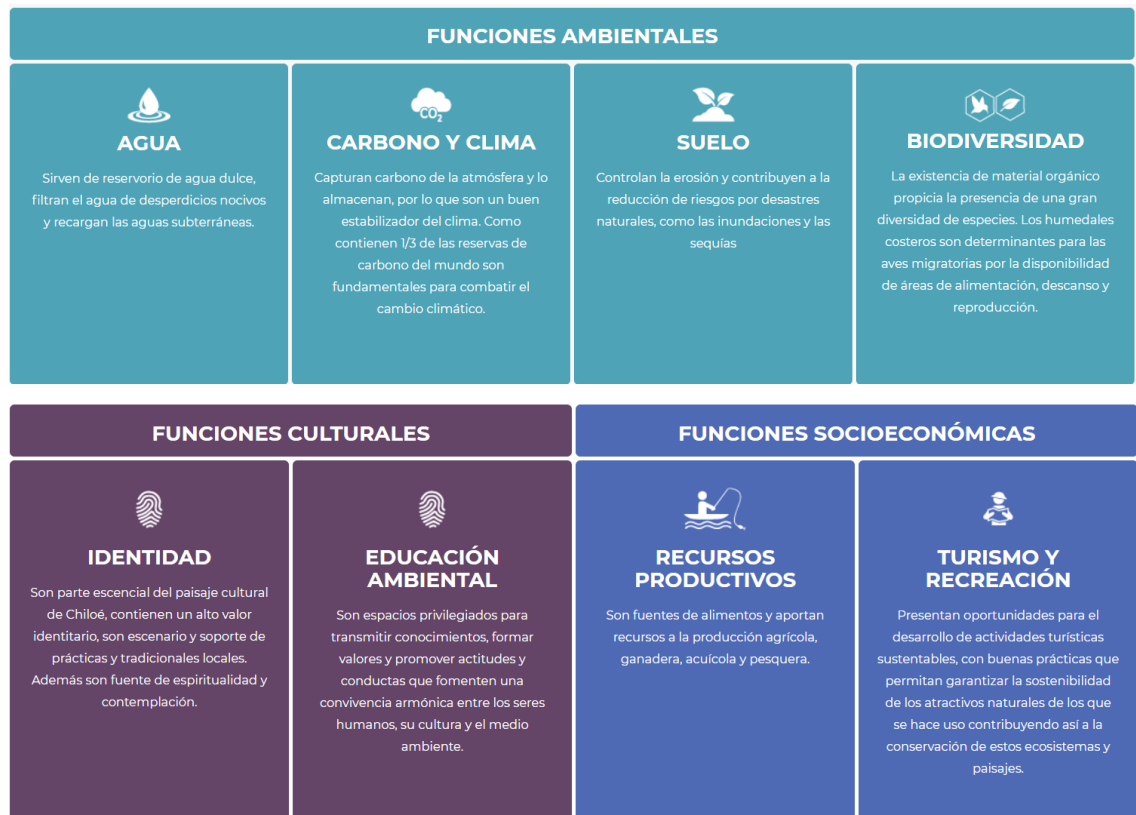 FUNCIONES AMBIENTALES
AGUA
Sirven de reservorio de agua dulce,
filtran el agua de desperdicios nocivos
y recargan las aguas subterráneas.
CO2
CARBONO Y CLIMA
Capturan carbono de la atmósfera y lo
almacenan, por lo que son un buen
estabilizador del clima. Como
contienen 1/3 de las reservas de
carbono del mundo son
fundamentales para combatir el
cambio climático.
SUELO
Controlan la erosión y contribuyen a la
reducción de riesgos por desastres
naturales, como las inundaciones y las
sequías
BIODIVERSIDAD
La existencia de material orgánico
propicia la presencia de una gran
diversidad de especies. Los humedales
costeros son determinantes para las
aves migratorias por la disponibilidad
de áreas de alimentación, descanso y
reproducción.
FUNCIONES CULTURALES
IDENTIDAD
Son parte escencial del paisaje cultural
de Chiloé, contienen un alto valor
identitario, son escenario y soporte de
prácticas y tradicionales locales.
Además son fuente de espiritualidad y
contemplación.
EDUCACIÓN
AMBIENTAL
Son espacios privilegiados para
transmitir conocimientos, formar
valores y promover actitudes y
conductas que fomenten una
convivencia armónica entre los seres
humanos, su cultura y el medio
ambiente.
FUNCIONES SOCIOECONÓMICAS
RECURSOS
PRODUCTIVOS
Son fuentes de alimentos y aportan
recursos a la producción agrícola,
ganadera, acuícola y pesquera.
TURISMO Y
RECREACIÓN
Presentan oportunidades para el
desarrollo de actividades turísticas
sustentables, con buenas prácticas que
permitan garantizar la sostenibilidad
de los atractivos naturales de los que
se hace uso contribuyendo así a la
conservación de estos ecosistemas y
paisajes.